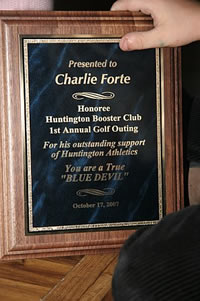 Presented to
Charlie Forte
Honoree
Huntington Booster Club
1st Annual Golf Outing
For his outstanding support
of Huntington Athletics
You are a True
"BLUE DEVIL"
October 17, 2007